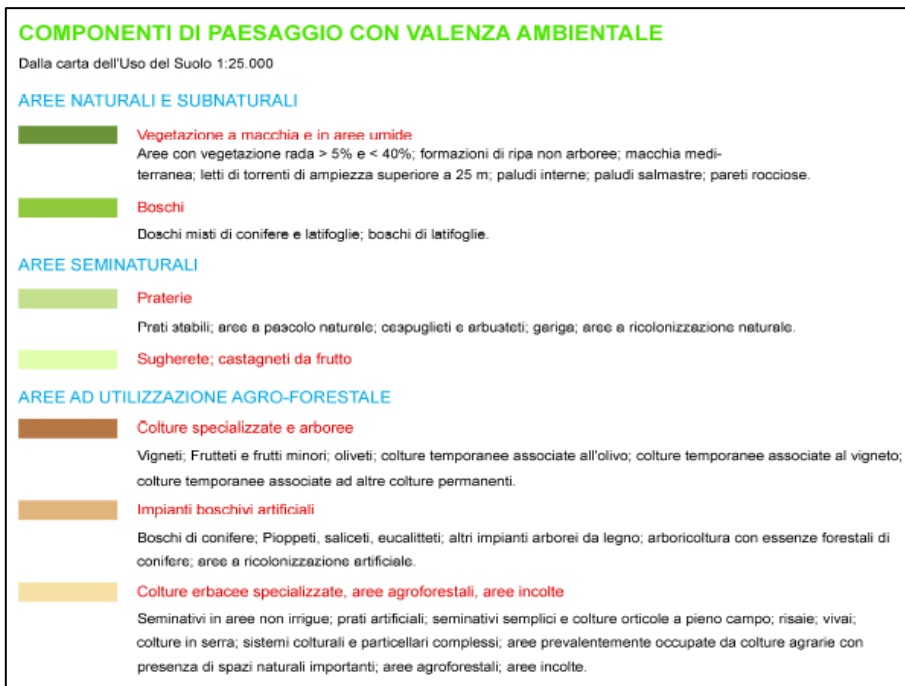 COMPONENTI DI PAESAGGIO CON VALENZA AMBIENTALE
Dalla carta dell'Uso del Suolo 1:25.000
AREE NATURALI E SUBNATURALI
Vegetazione a macchia e in aree umide
Aree con vegetazione rada > 5% e < 40%; formazioni di ripa non arboree; macchia medi-
terranea; letti di torrenti di ampiezza superiore a 25 m; paludi interne; paludi salmastre; pareti rocciose.
Boschi
Boschi misti di conifere e latifoglie; boschi di latifoglie.
AREE SEMINATURALI
Praterie
Prati stabili; aree a pascolo naturale; cespuglieti e arbusteti; gariga; aree a ricolonizzazione naturale.
Sugherete; castagneti da frutto
AREE AD UTILIZZAZIONE AGRO-FORESTALE
Colture specializzate e arboree
Vigneti; Frutteti e frutti minori; oliveti; colture temporanee associate all'olivo; colture temporanee associate al vigneto;
colture temporanee associate ad altre colture permanenti.
Impianti boschivi artificiali
Boschi di conifere; Pioppeti, saliceti, eucalitteti; altri impianti arborei da legno; arboricoltura con essenze forestali di
conifere; aree a ricolonizzazione artificiale.
Colture erbacee specializzate, aree agroforestali, aree incolte
Seminativi in aree non irrigue; prati artificiali; seminativi semplici e colture orticole a pieno campo; risaie; vivai;
colture in serra; sistemi colturali e particellari complessi; aree prevalentemente occupate da colture agrarie con
presenza di spazi naturali importanti; aree agroforestali; aree incolte.